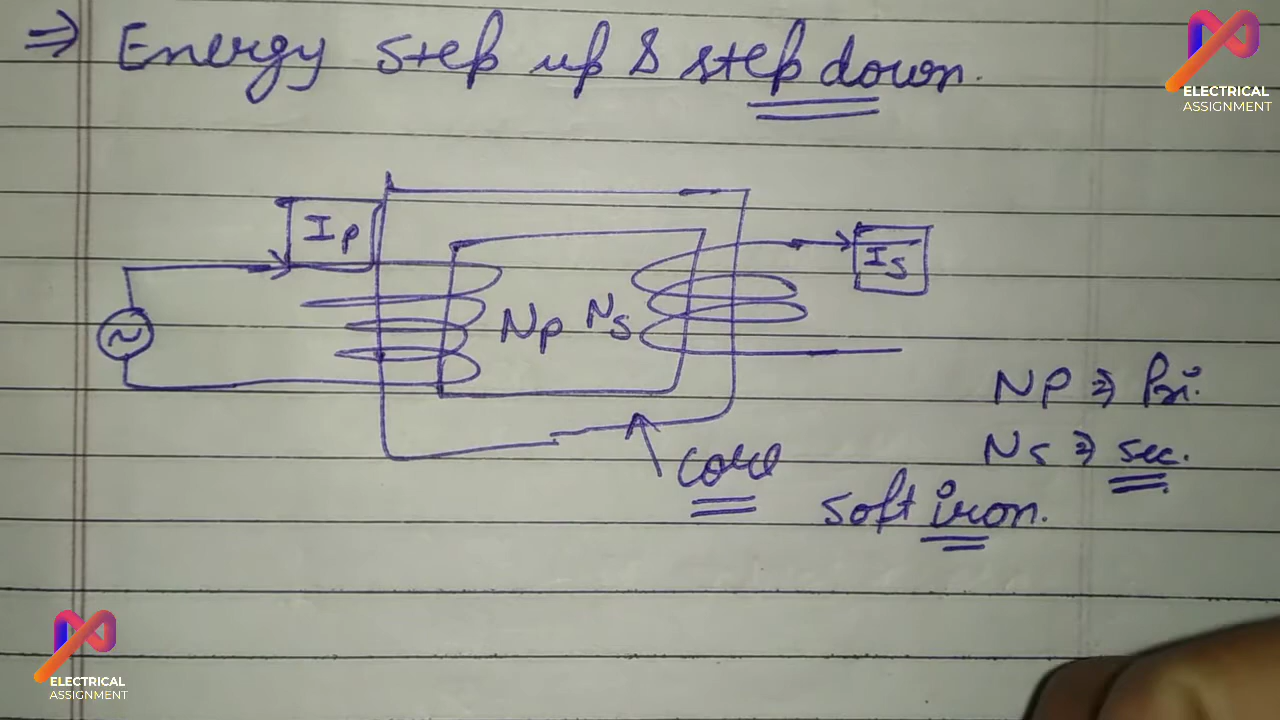 ⇒ Energy step up & step down.
ELECTRICAL
ASSIGNMENT
IP
IS
NP NS
NP ⇒ Pri.
NS ⇒ sec.
core
soft iron.
ELECTRICAL
ASSIGNMENT